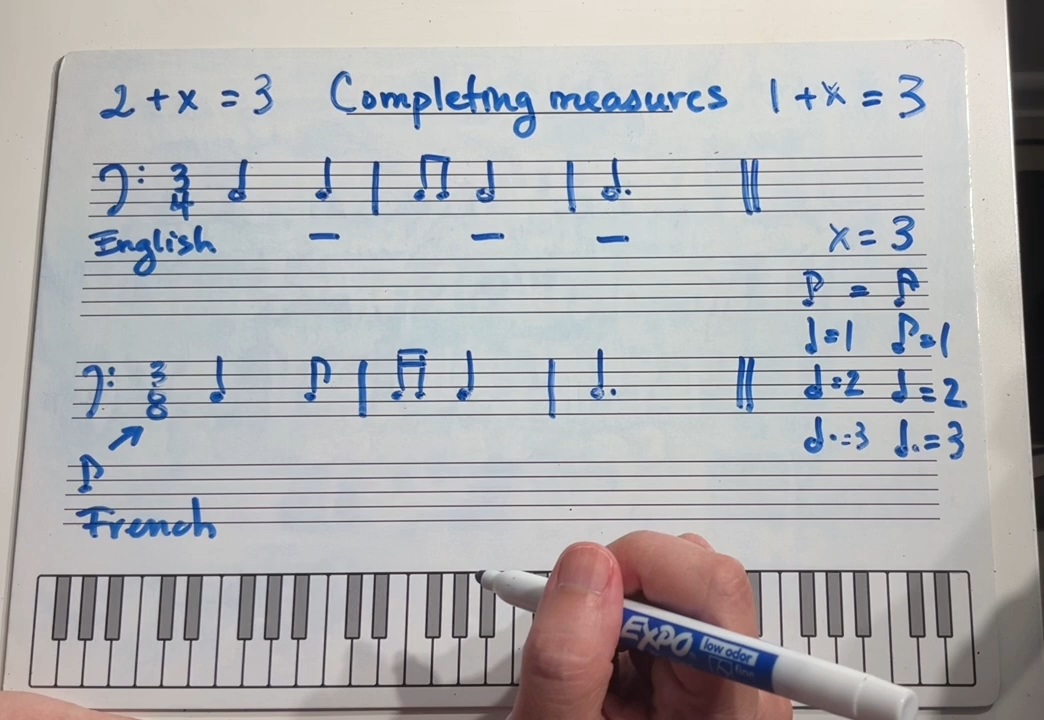 2 + x = 3 Completing measures 1 + x = 3
3
4
English
x = 3
♪ = 𝅘𝅥𝅯
♩=1 ♪=1
𝅗𝅥=2 ♩=2
𝅗𝅥.=3 ♩.=3
3
8
French
EXPO low odor